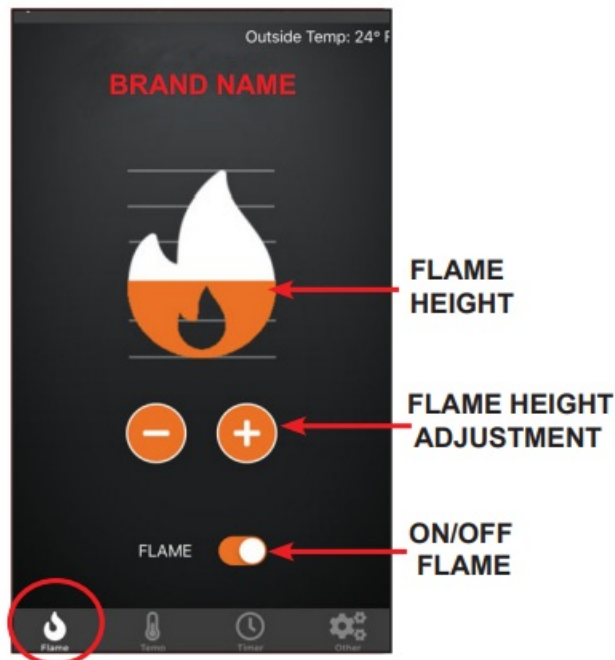 Outside Temp: 24° F
BRAND NAME
FLAME
HEIGHT
FLAME HEIGHT
ADJUSTMENT
FLAME
ON/OFF
FLAME
Flame
Temp
Timer
Other